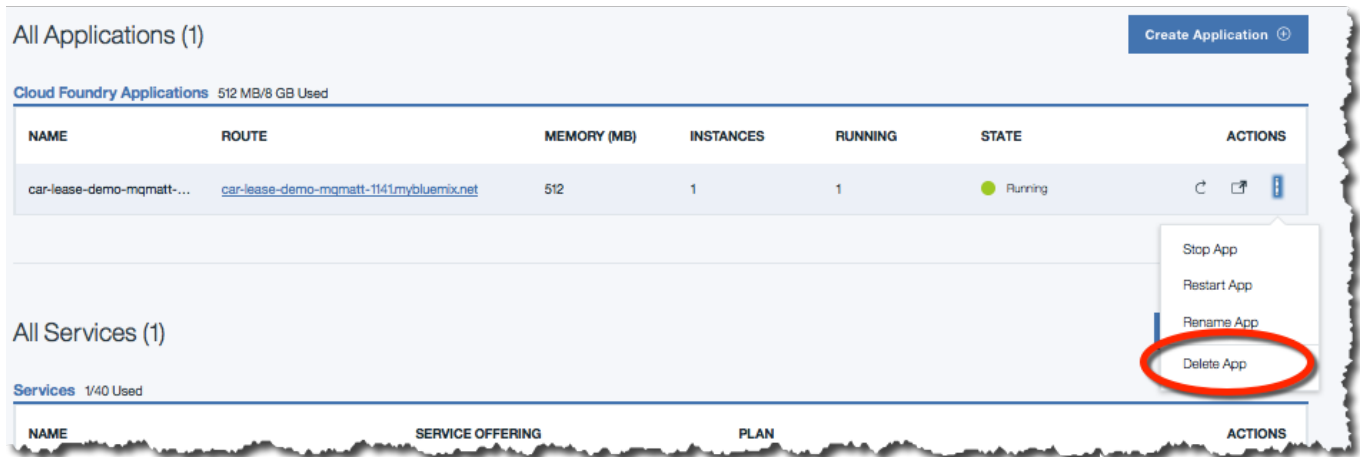 All Applications (1)
Create Application
Cloud Foundry Applications 512 MB/8 GB Used
NAME ROUTE MEMORY (MB) INSTANCES RUNNING STATE ACTIONS
car-lease-demo-mqmatt-... car-lease-demo-mqmatt-1141.mybluemix.net 512 1 1 Running
Stop App
Restart App
Rename App
All Services (1)
Delete App
Services 1/40 Used
NAME SERVICE OFFERING PLAN ACTIONS